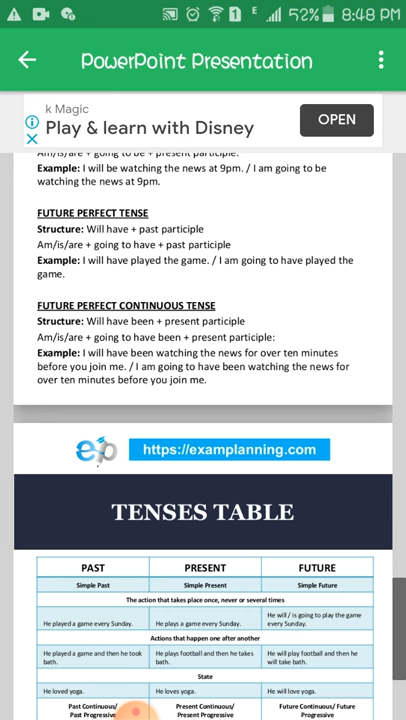 52% 8:48 PM
PowerPoint Presentation
k Magic
Play & learn with Disney
OPEN
Am/is/are + going to be + present participle.
Example: I will be watching the news at 9pm. / I am going to be
watching the news at 9pm.
FUTURE PERFECT TENSE
Structure: Will have + past participle
Am/is/are + going to have + past participle
Example: I will have played the game. / I am going to have played the
game.
FUTURE PERFECT CONTINUOUS TENSE
Structure: Will have been + present participle
Am/is/are + going to have been + present participle:
Example: I will have been watching the news for over ten minutes
before you join me. / I am going to have been watching the news for
over ten minutes before you join me.
ep https://examplanning.com
TENSES TABLE
PAST PRESENT FUTURE
Simple Past Simple Present Simple Future
The action that takes place once, never or several times
He played a game every Sunday. He plays a game every Sunday. He will / is going to play the game
every Sunday.
Actions that happen one after another
He played a game and then he took He plays football and then he takes He will play football and then he
bath. bath. will take bath.
State
He loved yoga. He loves yoga. He will love yoga.
Past Continuous/ Present Continuous/ Future Continuous/ Future
Past Progressive Present Progressive Progressive